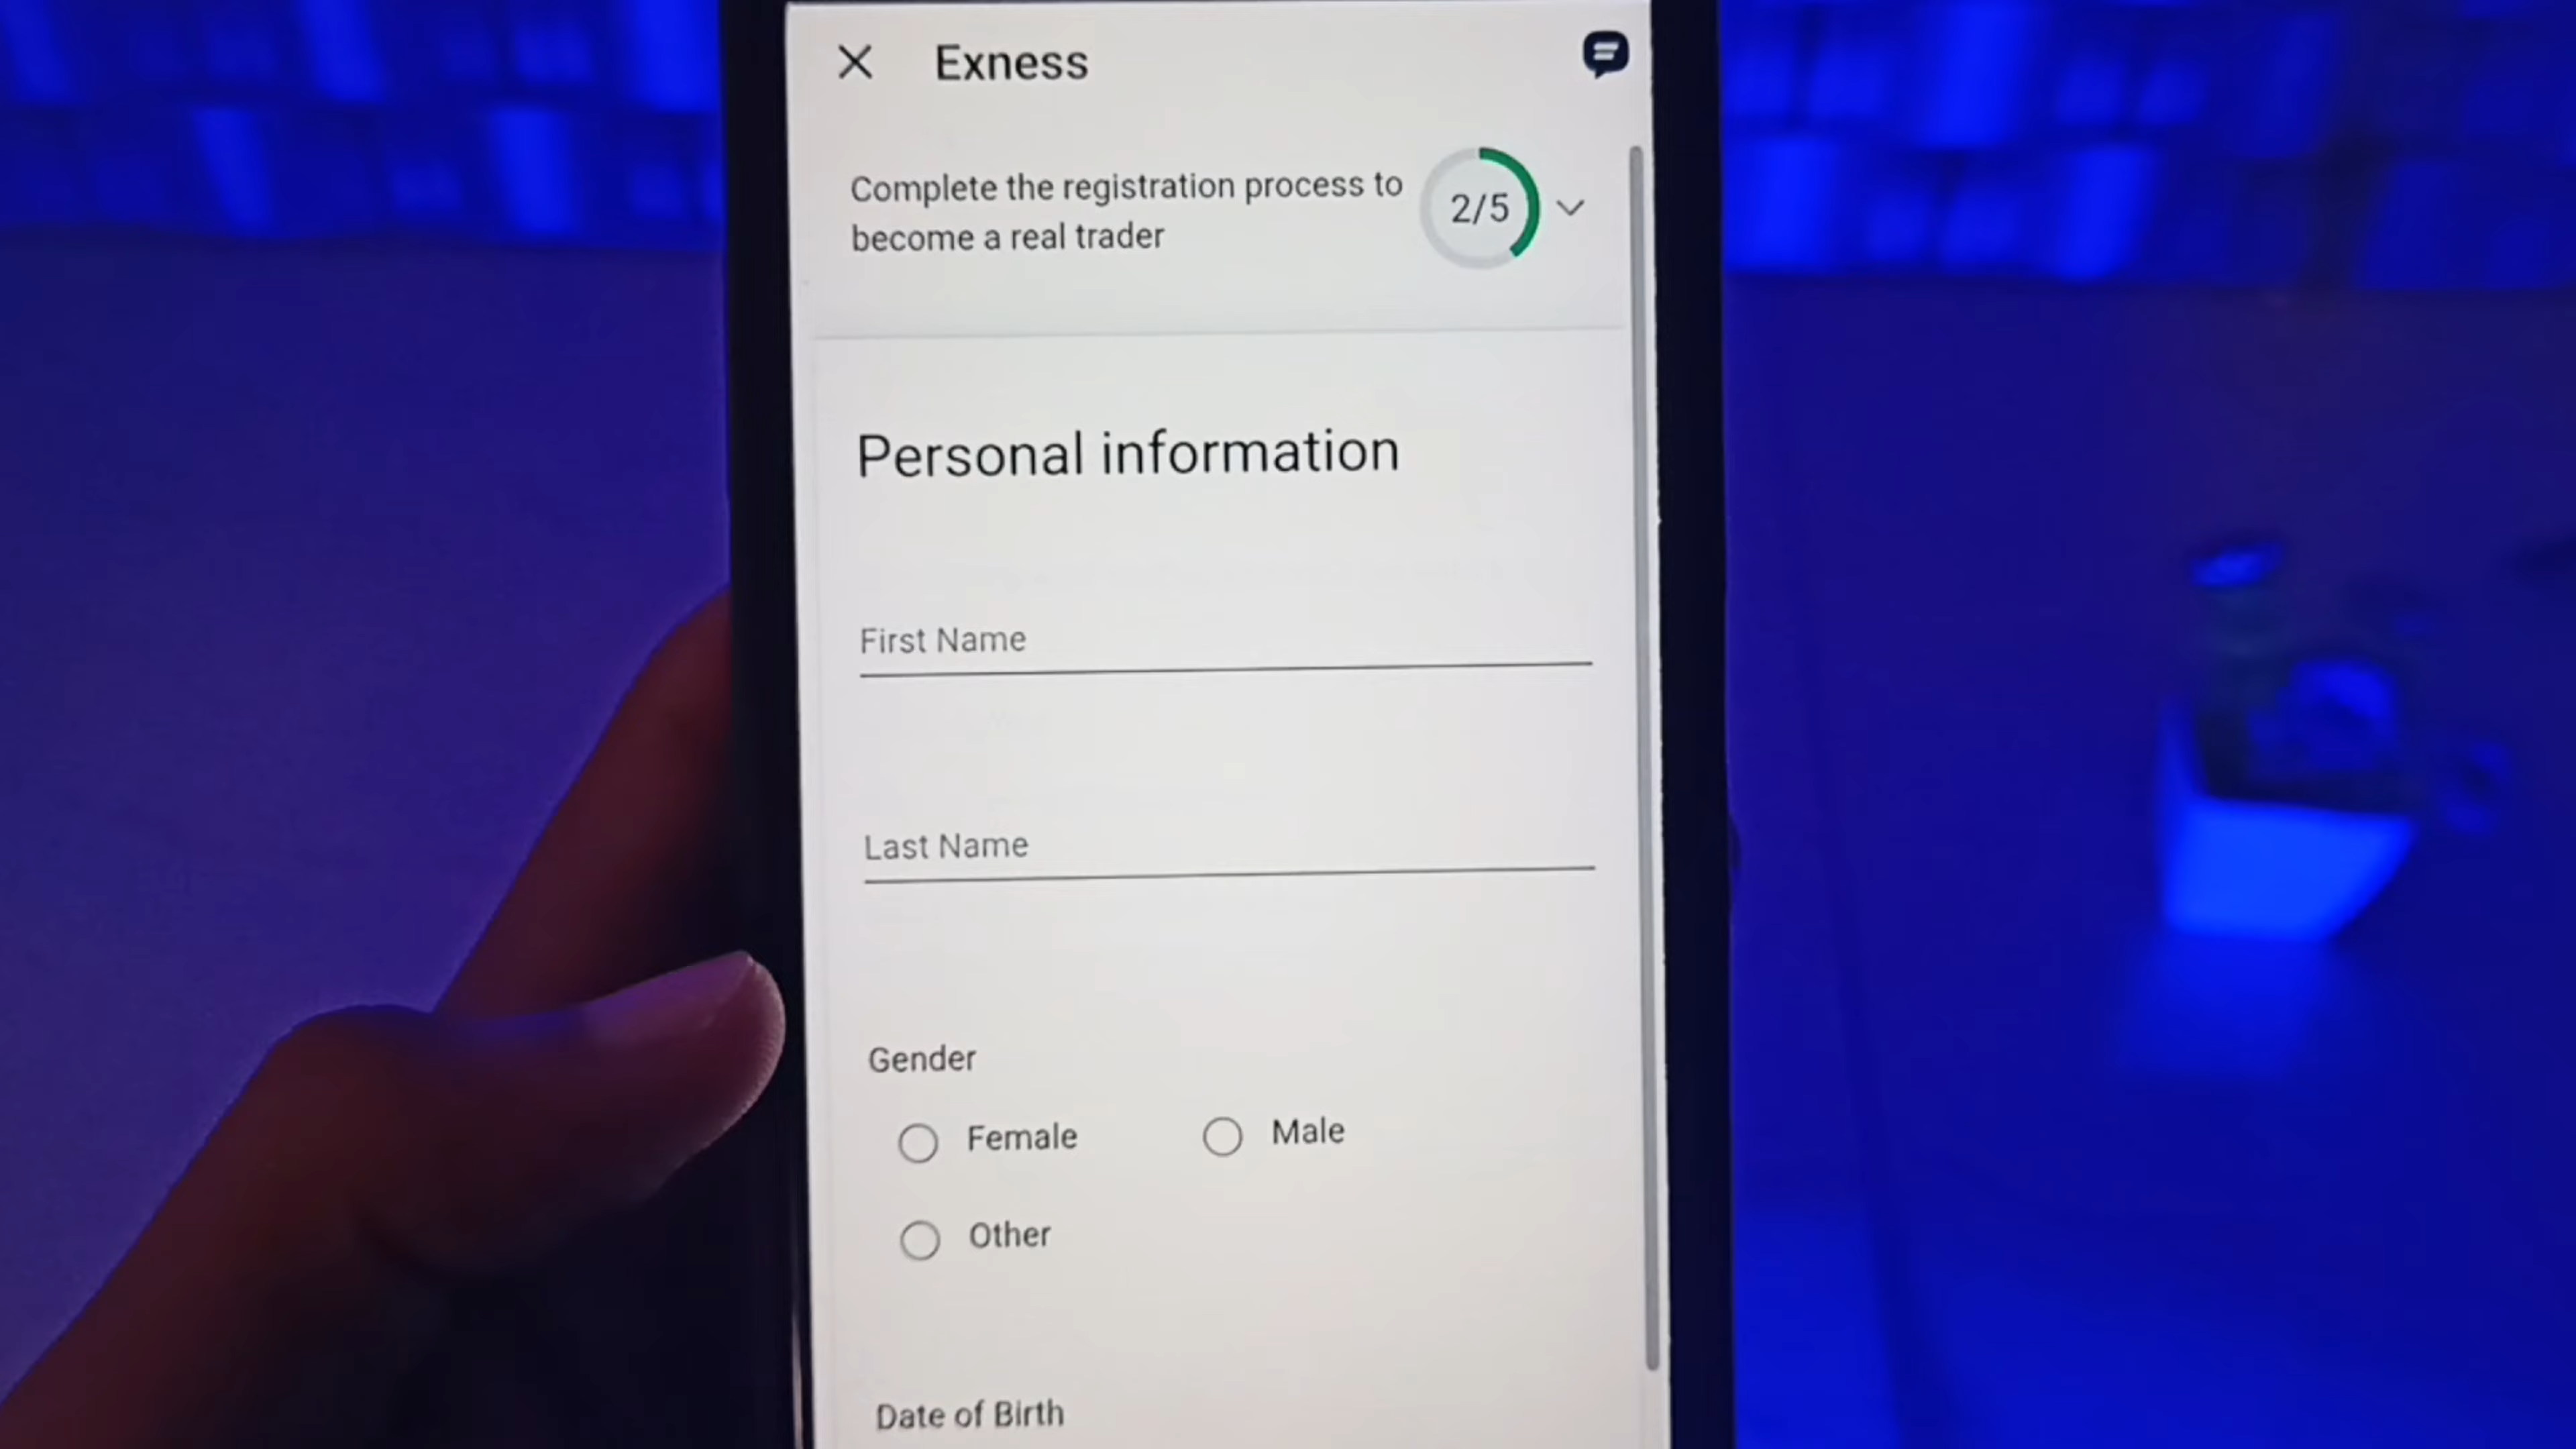 Exness
Complete the registration process to
become a real trader
2/5
Personal information
First Name
Last Name
Gender
Female
Male
Other
Date of Birth